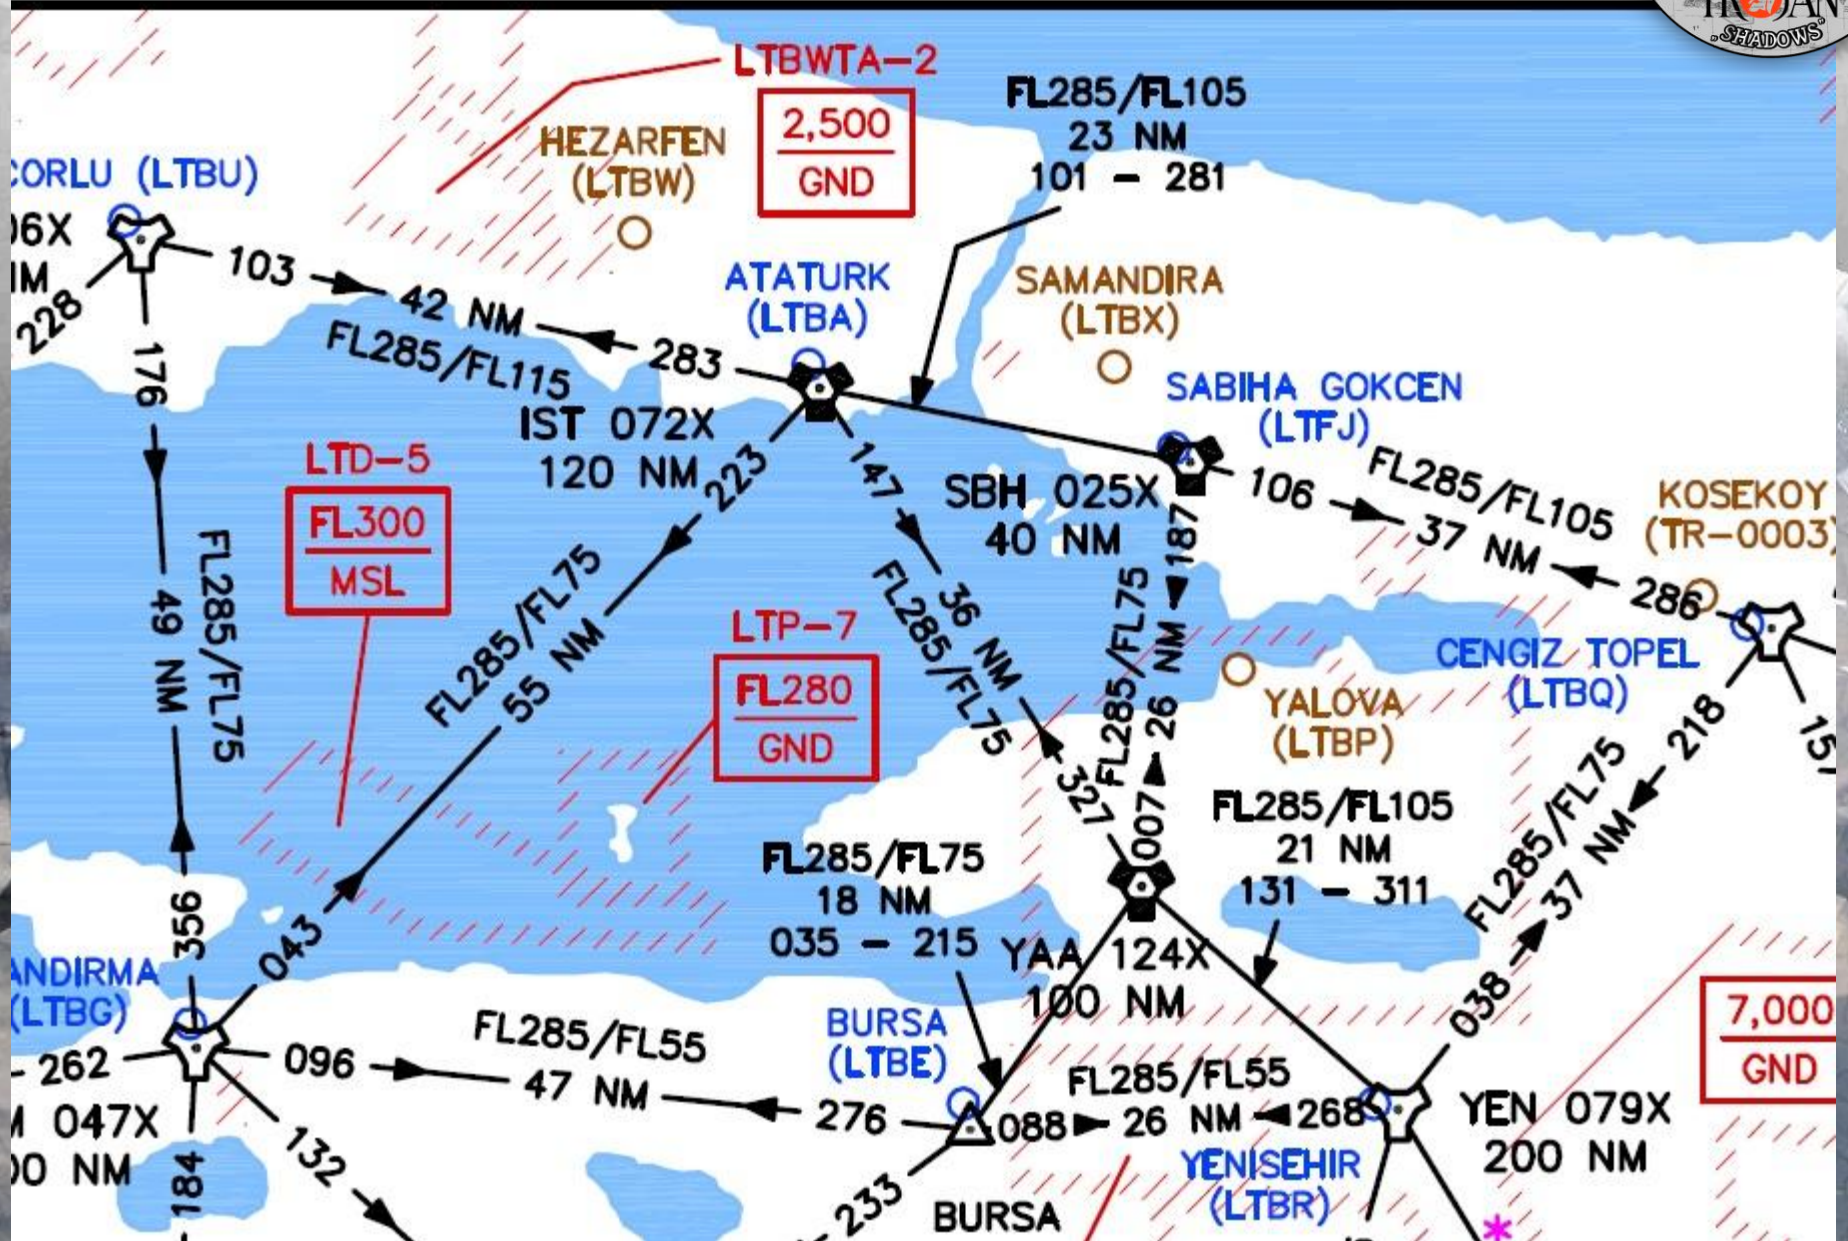 TROJAN
"SHADOWS"
LTBWTA-2
2,500
GND
FL285/FL105
23 NM
101 - 281
HEZARFEN
(LTBW)
CORLU (LTBU)
06X
228
103
42 NM
283
FL285/FL115
176
49 NM
356
FL285/FL75
ATATURK
(LTBA)
SAMANDIRA
(LTBX)
SABIHA GOKCEN
(LTFJ)
IST 072X
120 NM
LTD-5
FL300
MSL
223
55 NM
043
FL285/FL75
147
36 NM
327
FL285/FL75
SBH 025X
40 NM
187
26 NM
007
FL285/FL75
106
37 NM
286
FL285/FL105
KOSEKOY
(TR-0003)
CENGIZ TOPEL
(LTBQ)
LTP-7
FL280
GND
YALOVA
(LTBP)
218
37 NM
038
FL285/FL75
FL285/FL105
21 NM
131 - 311
FL285/FL75
18 NM
035 - 215
YAA 124X
100 NM
ANDIRMA
(LTBG)
262
096
47 NM
276
FL285/FL55
BURSA
(LTBE)
FL285/FL55
088
26 NM
268
YENISEHIR
(LTBR)
YEN 079X
200 NM
7,000
GND
M 047X
00 NM
184
132
233
BURSA
*